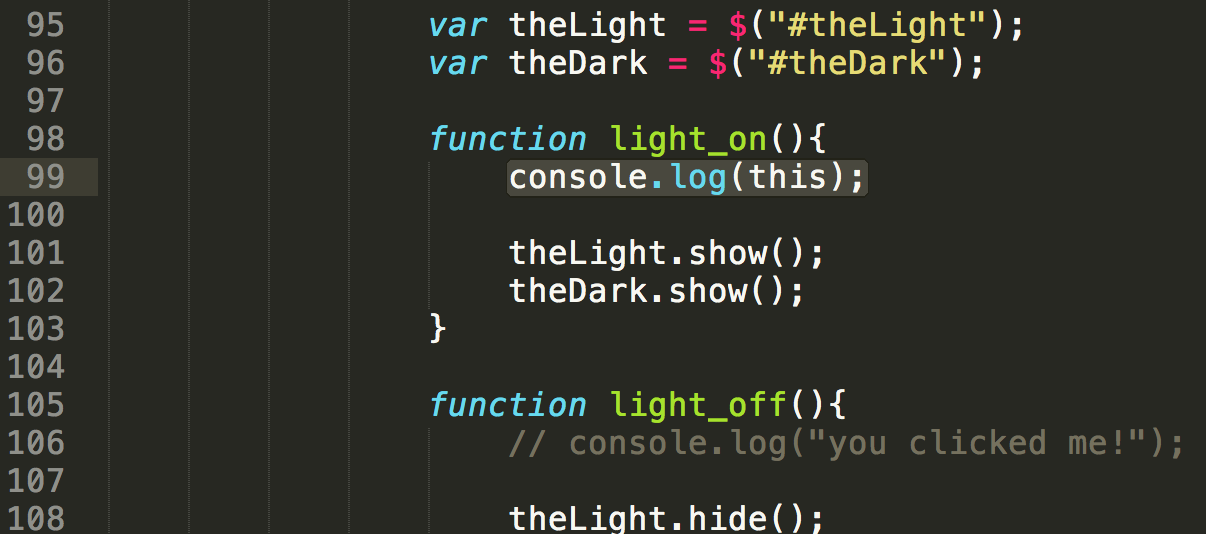 95 var theLight = $("#theLight");
96 var theDark = $("#theDark");
97
98 function light_on(){
99 console.log(this);
100
101 theLight.show();
102 theDark.show();
103 }
104
105 function light_off(){
106 // console.log("you clicked me!");
107
108 theLight.hide();